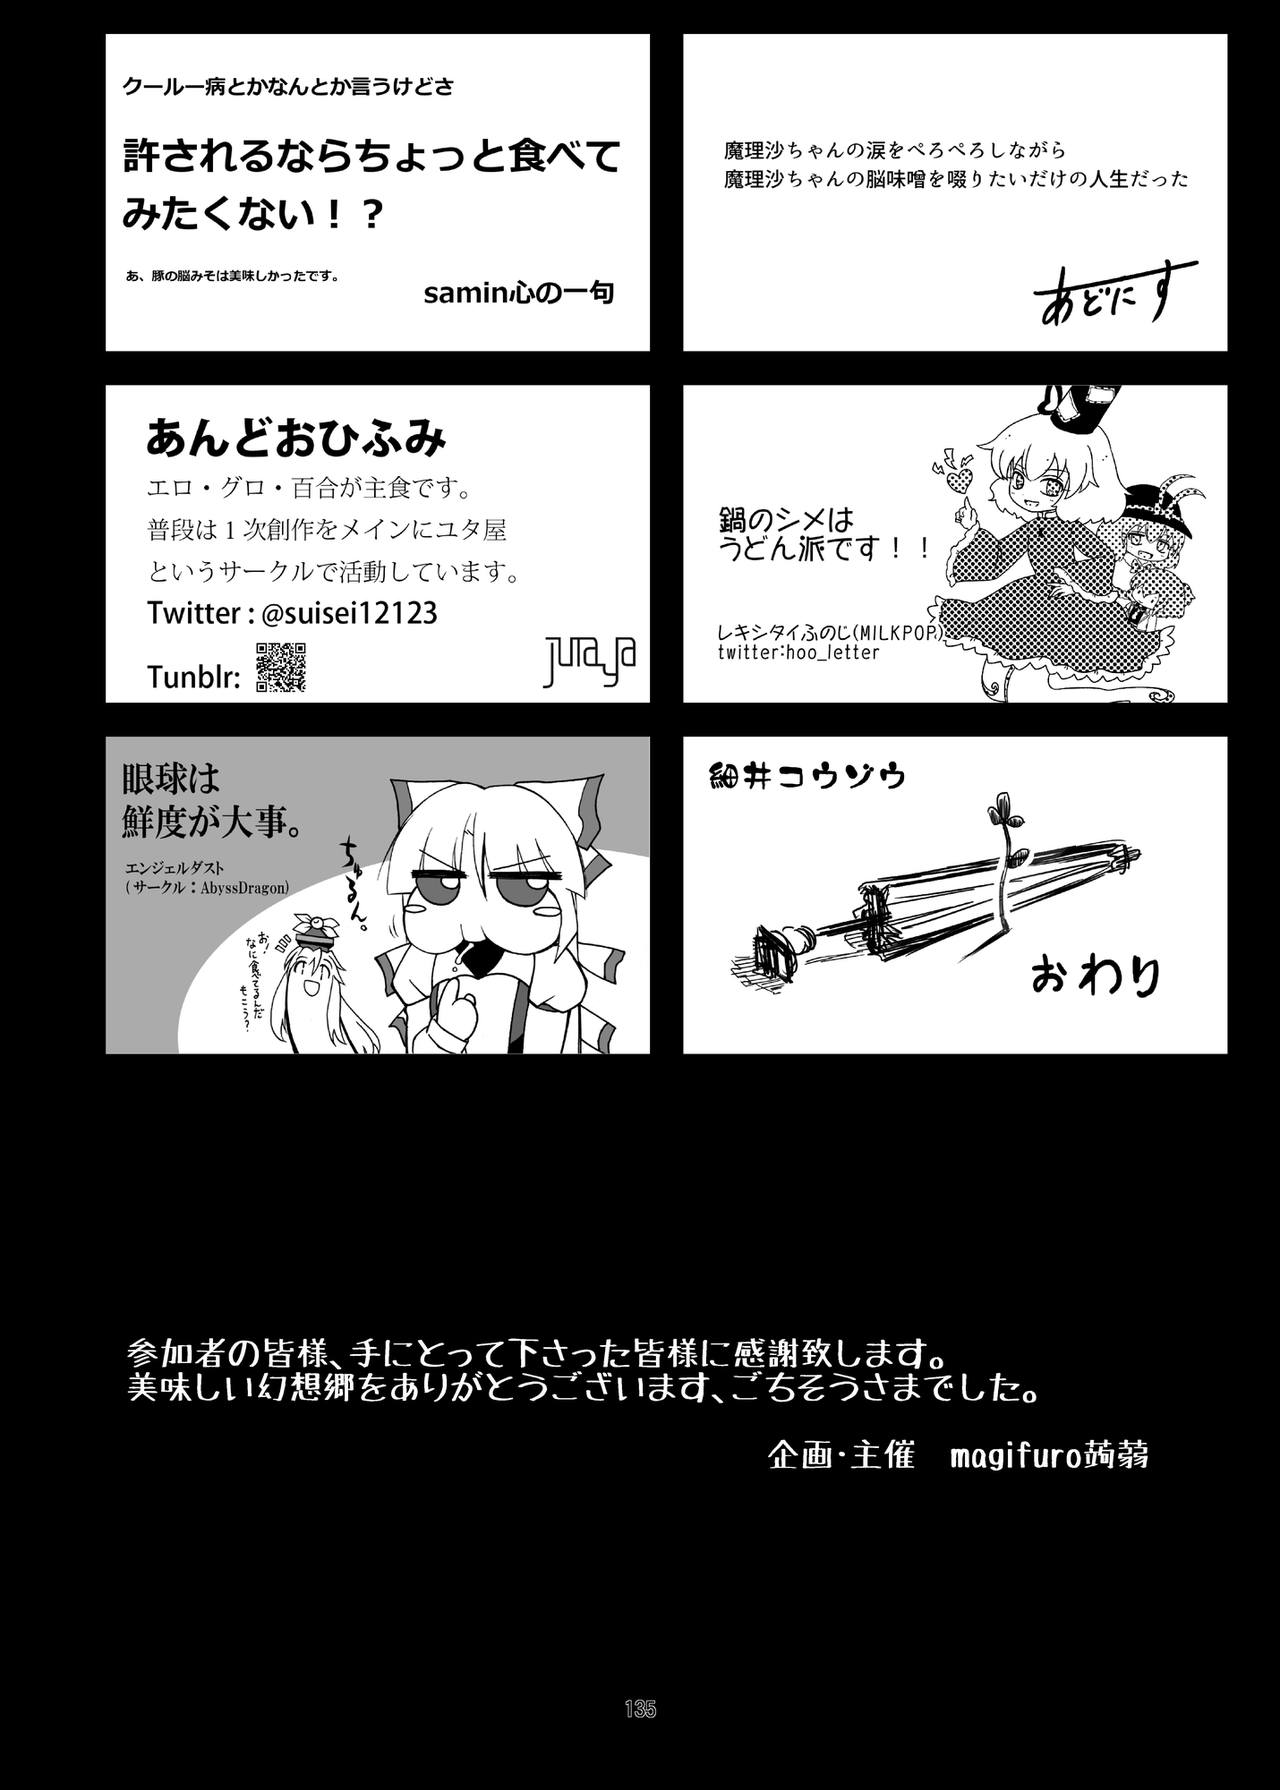 クールー病とかなんとか言うけどさ
許されるならちょっと食べて
みたくない！？
あ、豚の脳みそは美味しかったです。
samin心の一句
魔理沙ちゃんの涙をぺろぺろしながら
魔理沙ちゃんの脳味噌を啜りたいだけの人生だった
あどにす
あんどおひふみ
エロ・グロ・百合が主食です。
普段は１次創作をメインにユタ屋
というサークルで活動しています。
Twitter : @suisei12123
Tunblr:
jutaya
鍋のシメは
うどん派です！！
レキシタイふのじ(MILKPOP)
twitter:hoo_letter
眼球は
鮮度が大事。
エンジェルダスト
(サークル：AbyssDragon)
ちゅるん。
お！
なに食べてるんだ
もこう？
細井コウゾウ
おわり
参加者の皆様、手にとって下さった皆様に感謝致します。
美味しい幻想郷をありがとうございます、ごちそうさまでした。
企画・主催　magifuro蒟蒻
135